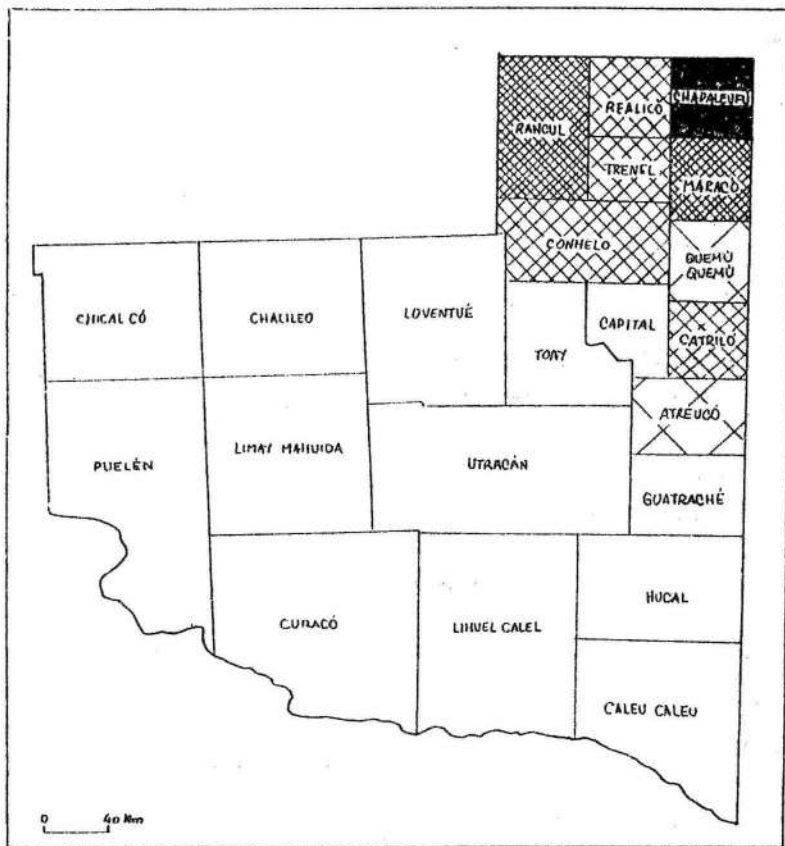 CHAPALEUFÚ
REALICÓ
RANCUL
TRENEL
MARACÓ
CONHELO
QUEMÚ
QUEMÚ
CHICAL CÓ
CHALILEO
LOVENTUÉ
CAPITAL
TOAY
CATRILÓ
ATREUCÓ
PUELÉN
LIMAY MAHUIDA
UTRACÁN
GUATRACHÉ
CURACÓ
LIHUEL CALEL
HUCAL
CALEU CALEU
0 40 Km